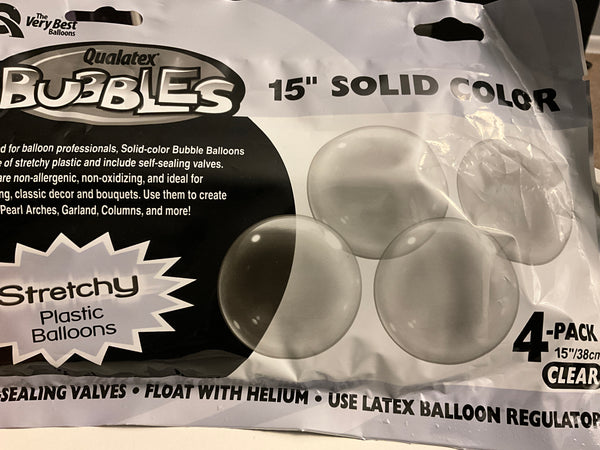 The
Very Best
Balloons
Qualatex
BUBBLES
15" SOLID COLOR
d for balloon professionals, Solid-color Bubble Balloons
e of stretchy plastic and include self-sealing valves.
are non-allergenic, non-oxidizing, and ideal for
ng, classic decor and bouquets. Use them to create
Pearl Arches, Garland, Columns, and more!
Stretchy
Plastic
Balloons
4-PACK
15"/38cm
CLEAR
-SEALING VALVES • FLOAT WITH HELIUM • USE LATEX BALLOON REGULATOR